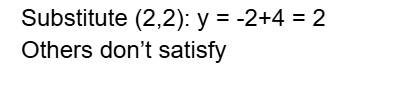 Substitute (2,2): y = -2+4 = 2
Others don’t satisfy